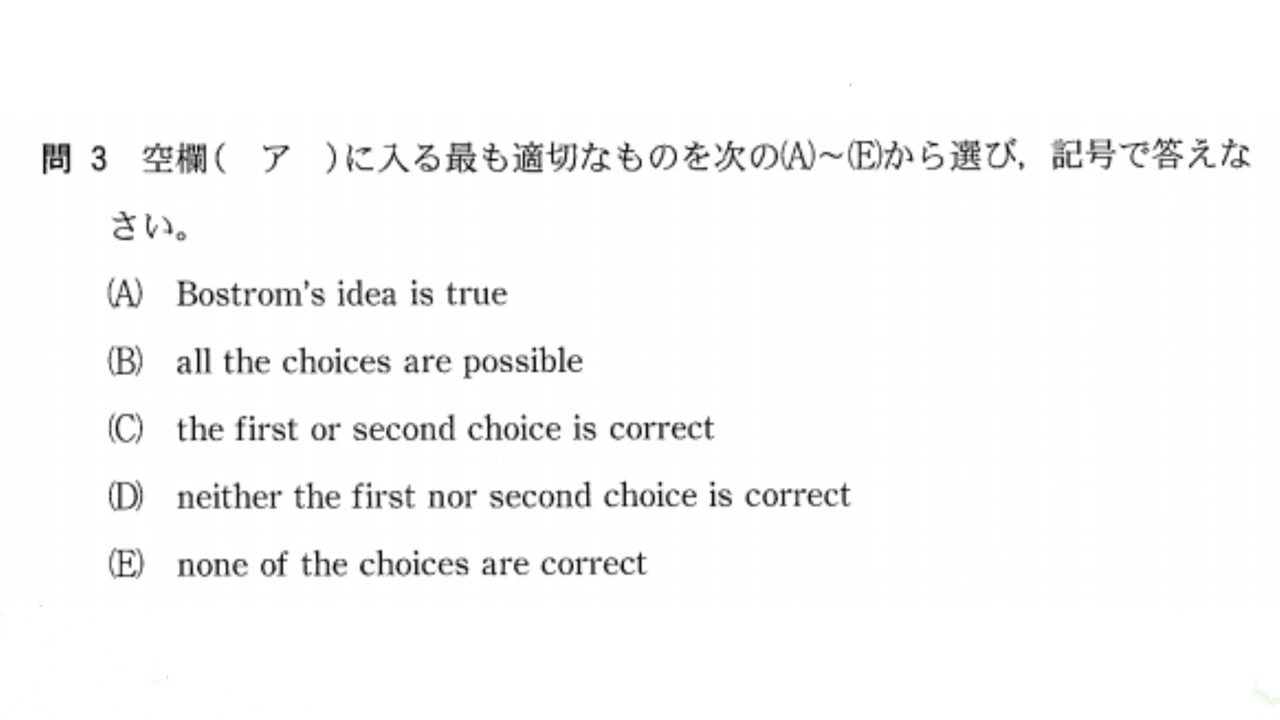 問 3 空欄( ア )に入る最も適切なものを次の(A)~(E)から選び,記号で答えな
さい。
(A) Bostrom's idea is true
(B) all the choices are possible
(C) the first or second choice is correct
(D) neither the first nor second choice is correct
(E) none of the choices are correct